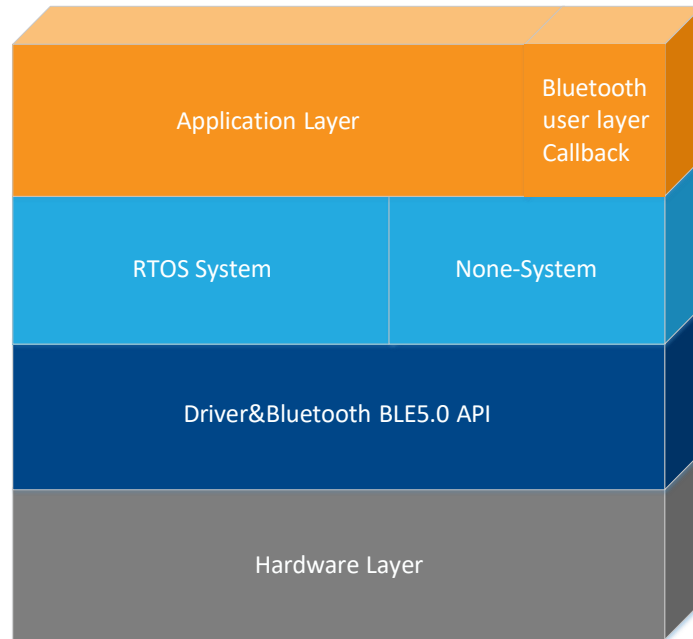 Application Layer
Bluetooth
user layer
Callback
RTOS System
None-System
Driver&Bluetooth BLE5.0 API
Hardware Layer